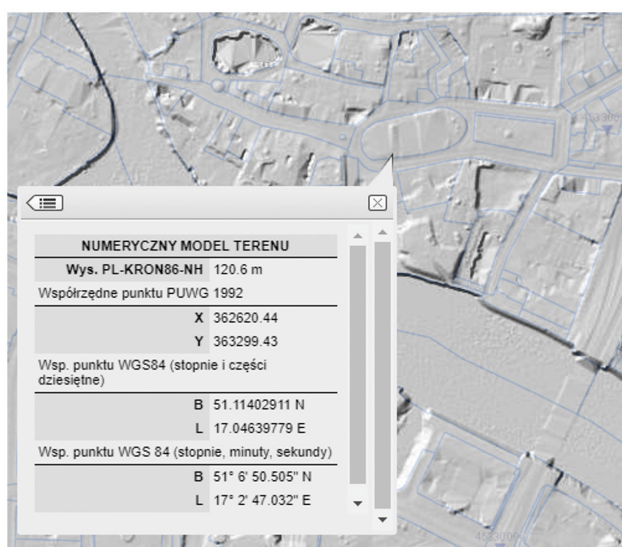 NUMERYCZNY MODEL TERENU
Wys. PL-KRON86-NH 120.6 m
Współrzędne punktu PUWG 1992
X 362620.44
Y 363299.43
Wsp. punktu WGS84 (stopnie i części
dziesiętne)
B 51.11402911 N
L 17.04639779 E
Wsp. punktu WGS 84 (stopnie, minuty, sekundy)
B 51° 6' 50.505" N
L 17° 2' 47.032" E